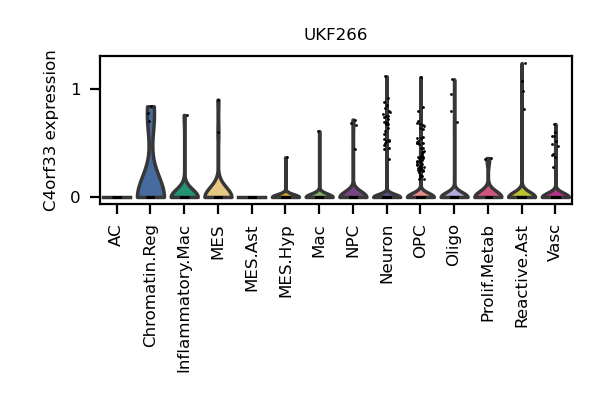 UKF266
C4orf33 expression
1
0
AC
Chromatin.Reg
Inflammatory.Mac
MES
MES.Ast
MES.Hyp
Mac
NPC
Neuron
OPC
Oligo
Prolif.Metab
Reactive.Ast
Vasc